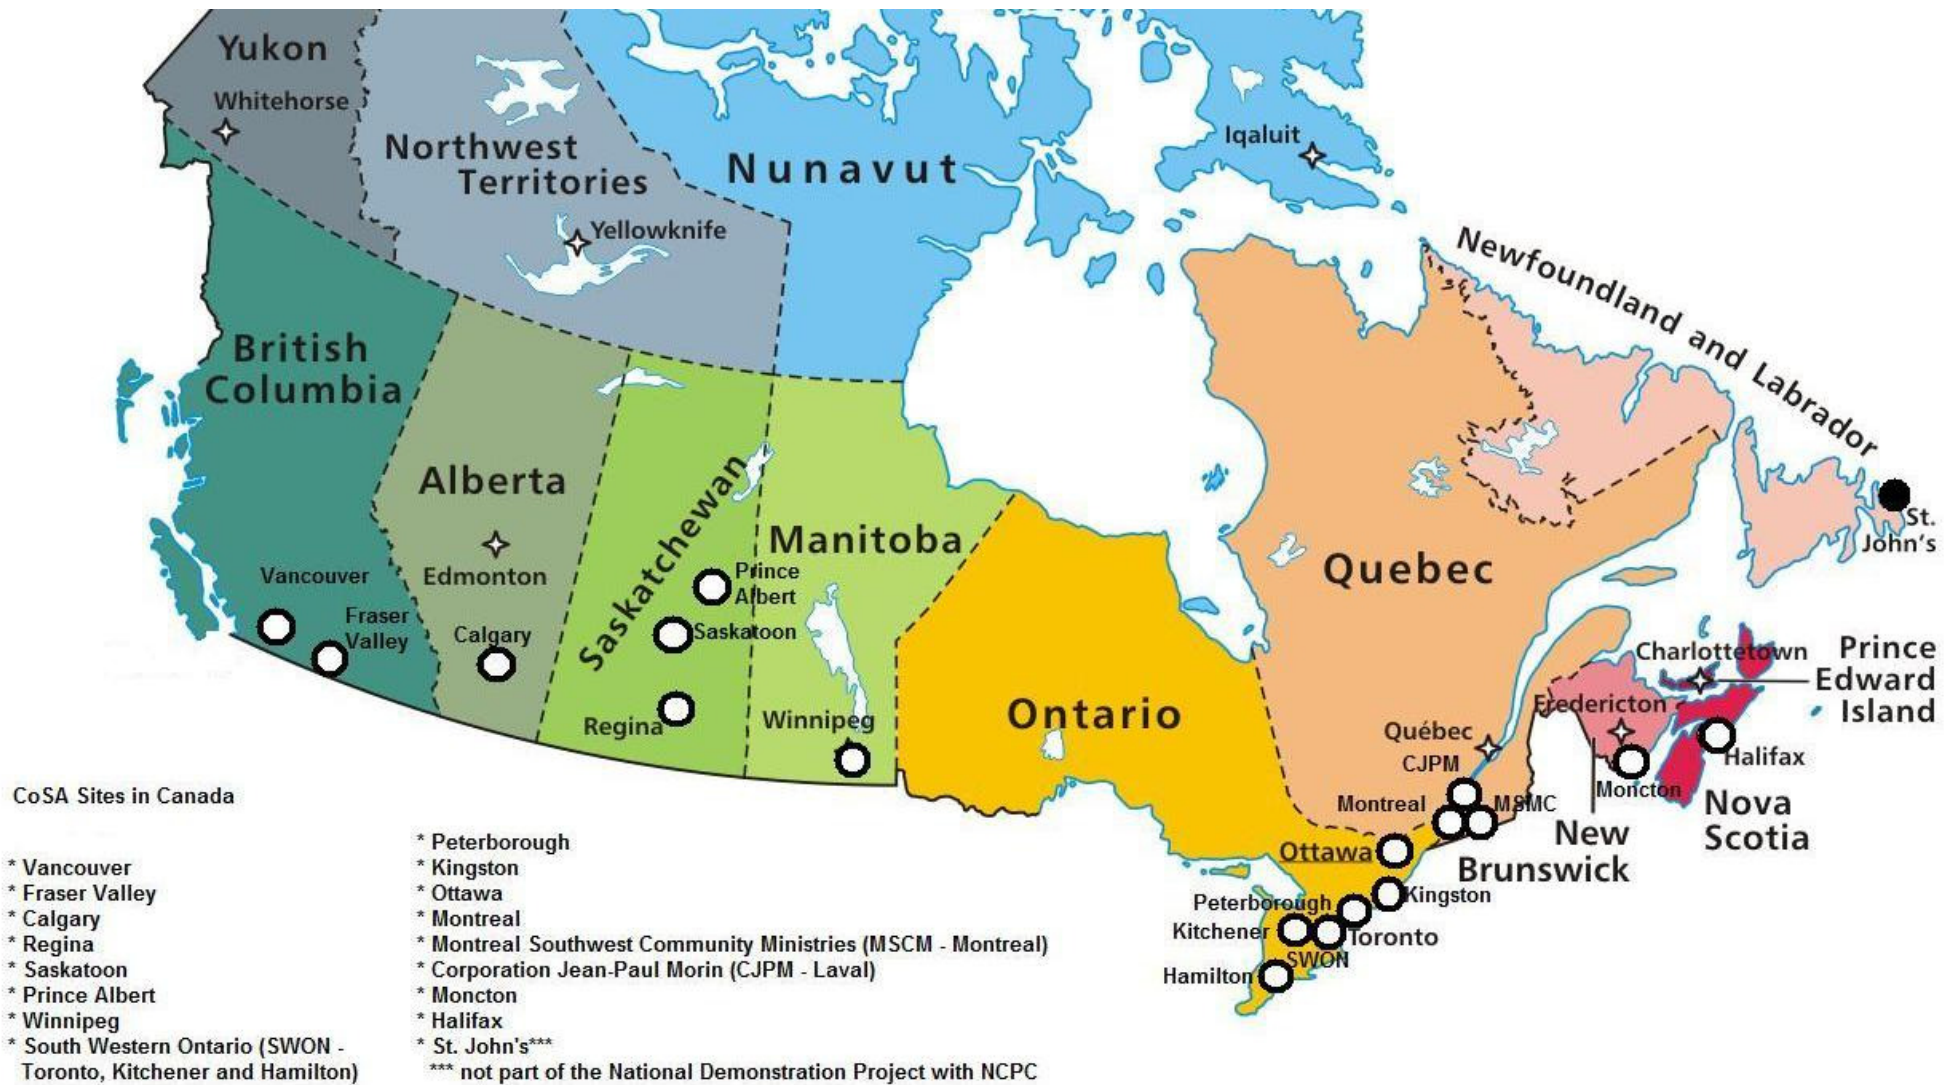 Yukon
Whitehorse
Northwest
Territories
Yellowknife
Nunavut
Iqaluit
Newfoundland and Labrador
British
Columbia
Alberta
Edmonton
Saskatchewan
Manitoba
Ontario
Quebec
St.
John's
Vancouver
Fraser
Valley
Calgary
Prince
Albert
Saskatoon
Regina
Winnipeg
Charlottetown
Prince
Edward
Island
Fredericton
Québec
CJPM
Montreal
MSMC
Moncton
Halifax
Nova
Scotia
New
Brunswick
Ottawa
Kingston
Peterborough
Kitchener
Toronto
SWON
Hamilton
CoSA Sites in Canada
* Vancouver
* Fraser Valley
* Calgary
* Regina
* Saskatoon
* Prince Albert
* Winnipeg
* South Western Ontario (SWON -
Toronto, Kitchener and Hamilton)
* Peterborough
* Kingston
* Ottawa
* Montreal
* Montreal Southwest Community Ministries (MSCM - Montreal)
* Corporation Jean-Paul Morin (CJPM - Laval)
* Moncton
* Halifax
* St. John's***
*** not part of the National Demonstration Project with NCPC